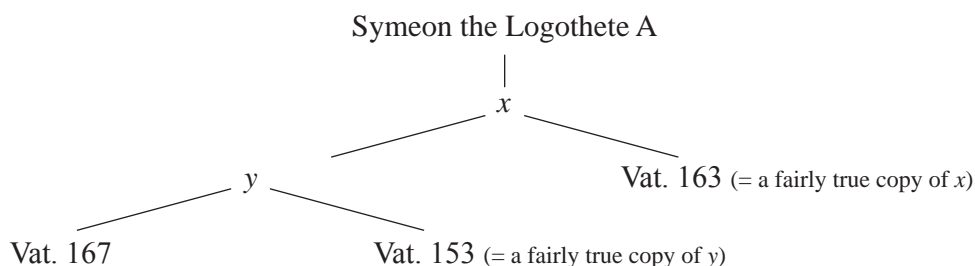 Symeon the Logothete A
x
y
Vat. 163 (= a fairly true copy of x)
Vat. 167
Vat. 153 (= a fairly true copy of y)